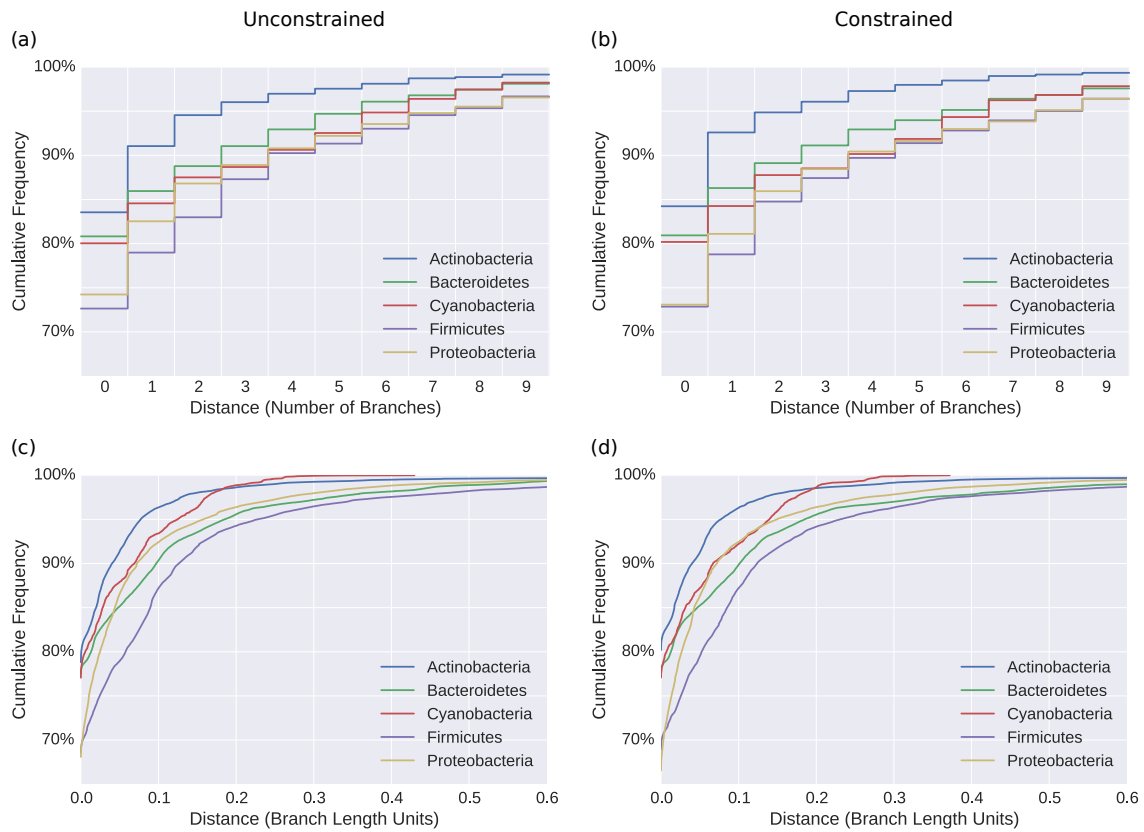 Unconstrained
(a)
100%
90%
80%
70%
Cumulative Frequency
Actinobacteria
Bacteroidetes
Cyanobacteria
Firmicutes
Proteobacteria
0 1 2 3 4 5 6 7 8 9
Distance (Number of Branches)
Constrained
(b)
100%
90%
80%
70%
Cumulative Frequency
Actinobacteria
Bacteroidetes
Cyanobacteria
Firmicutes
Proteobacteria
0 1 2 3 4 5 6 7 8 9
Distance (Number of Branches)
(c)
100%
90%
80%
70%
Cumulative Frequency
Actinobacteria
Bacteroidetes
Cyanobacteria
Firmicutes
Proteobacteria
0.0 0.1 0.2 0.3 0.4 0.5 0.6
Distance (Branch Length Units)
(d)
100%
90%
80%
70%
Cumulative Frequency
Actinobacteria
Bacteroidetes
Cyanobacteria
Firmicutes
Proteobacteria
0.0 0.1 0.2 0.3 0.4 0.5 0.6
Distance (Branch Length Units)